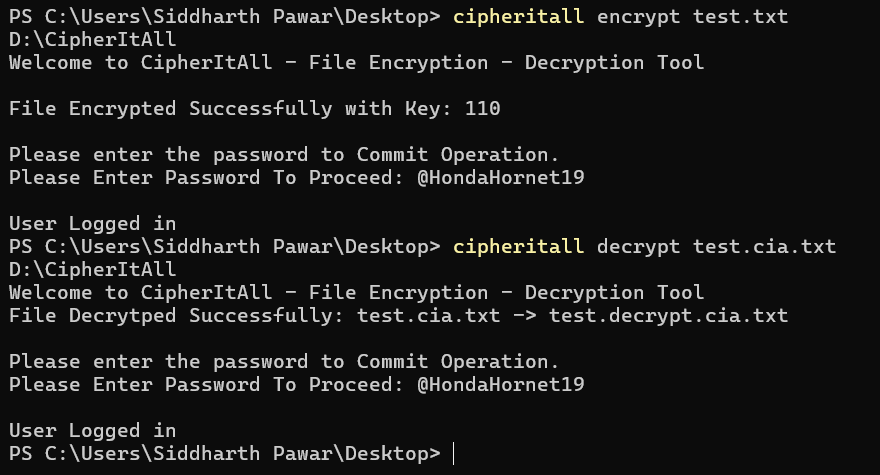 PS C:\Users\Siddharth Pawar\Desktop> cipheritall encrypt test.txt
D:\CipherItAll
Welcome to CipherItAll - File Encryption - Decryption Tool
File Encrypted Successfully with Key: 110
Please enter the password to Commit Operation.
Please Enter Password To Proceed: @HondaHornet19
User Logged in
PS C:\Users\Siddharth Pawar\Desktop> cipheritall decrypt test.cia.txt
D:\CipherItAll
Welcome to CipherItAll - File Encryption - Decryption Tool
File Decrytped Successfully: test.cia.txt -> test.decrypt.cia.txt
Please enter the password to Commit Operation.
Please Enter Password To Proceed: @HondaHornet19
User Logged in
PS C:\Users\Siddharth Pawar\Desktop>